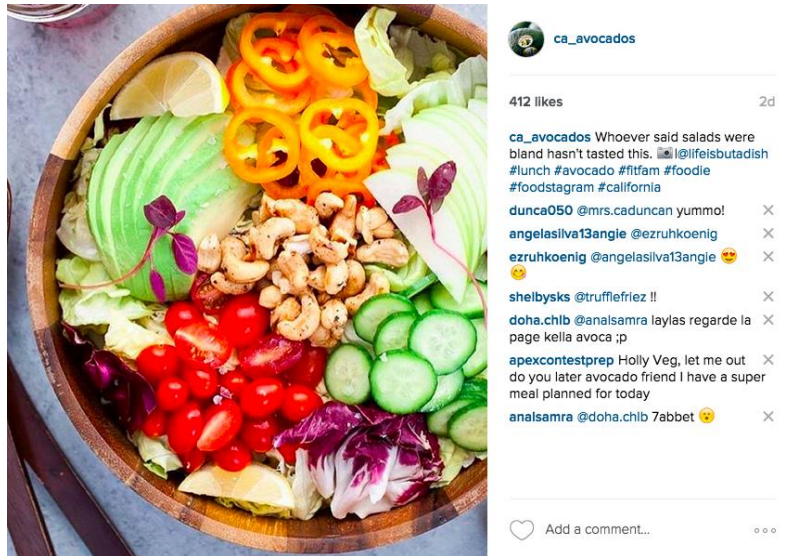 ca_avocados
412 likes
2d
ca_avocados Whoever said salads were
bland hasn't tasted this. 📷l@lifeisbutadish
#lunch #avocado #fitfam #foodie
#foodstagram #california
dunca050 @mrs.caduncan yummo!
angelasilva13angie @ezruhkoenig
ezruhkoenig @angelasilva13angie 😍
😋
shelbysks @trufflefriez !!
doha.chlb @analsamra laylas regarde la
page kella avoca ;p
apexcontestprep Holly Veg, let me out
do you later avocado friend I have a super
meal planned for today
analsamra @doha.chlb 7abbet 😮
Add a comment...